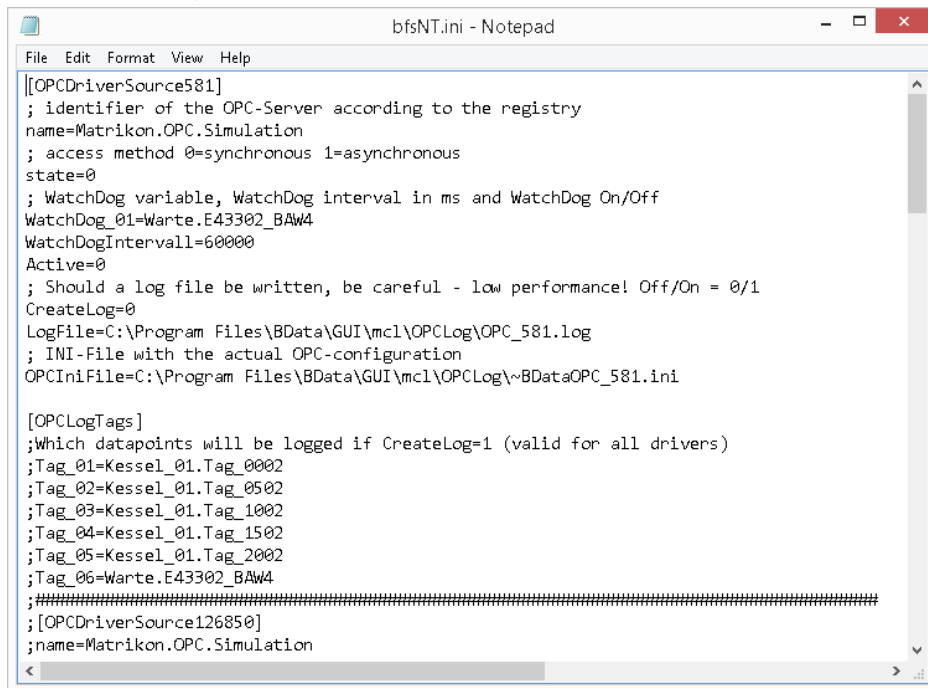 bfsNT.ini - Notepad
File Edit Format View Help
[OPCDriverSource581]
; identifier of the OPC-Server according to the registry
name=Matrikon.OPC.Simulation
; access method 0=synchronous 1=asynchronous
state=0
; WatchDog variable, WatchDog interval in ms and WatchDog On/Off
WatchDog_01=Warte.E43302_BAW4
WatchDogIntervall=60000
Active=0
; Should a log file be written, be careful - low performance! Off/On = 0/1
CreateLog=0
LogFile=C:\Program Files\BData\GUI\mcl\OPCLog\OPC_581.log
; INI-File with the actual OPC-configuration
OPCIniFile=C:\Program Files\BData\GUI\mcl\OPCLog\~BDataOPC_581.ini
[OPCLogTags]
;Which datapoints will be logged if CreateLog=1 (valid for all drivers)
;Tag_01=Kessel_01.Tag_0002
;Tag_02=Kessel_01.Tag_0502
;Tag_03=Kessel_01.Tag_1002
;Tag_04=Kessel_01.Tag_1502
;Tag_05=Kessel_01.Tag_2002
;Tag_06=Warte.E43302_BAW4
;###############################################################################################
;[OPCDriverSource126850]
;name=Matrikon.OPC.Simulation